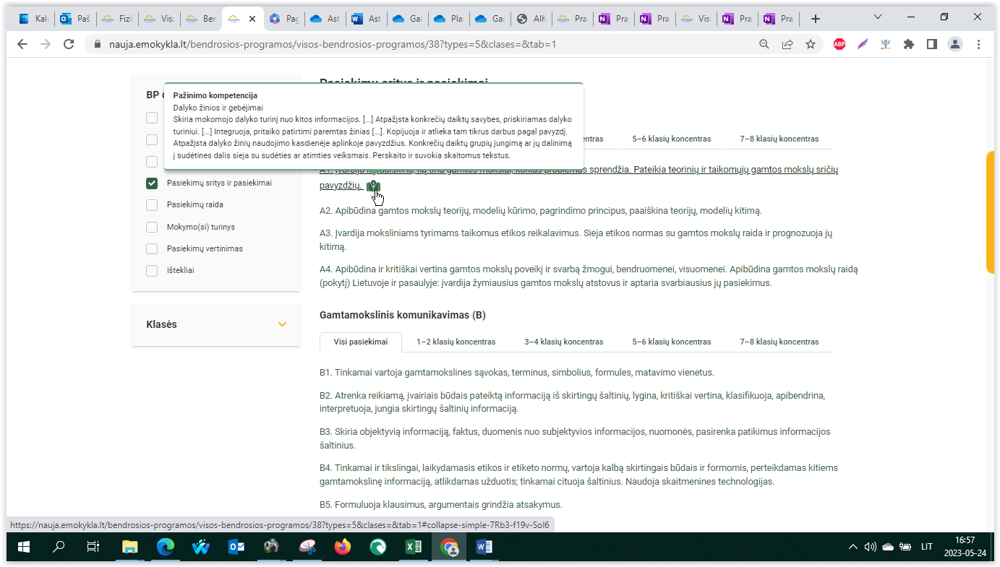 Kale
Paš
Fizil
Viso
Ben
Pag
Ast
Ast
Gal
Pla
Gar
AIK
Pra
Pra
Pra
Viso
Pra
Pra
nauja.emokykla.lt/bendrosios-programos/visos-bendrosios-programos/38?types=5&clases=&tab=1
ABP
BP
Pažinimo kompetencija
Dalyko žinios ir gebėjimai
Skiria mokomojo dalyko turinį nuo kitos informacijos. [...] Atpažįsta konkrečių daiktų savybes, priskiriamas dalyko
turiniui. [...] Integruoja, pritaiko patirtimi paremtas žinias [...]. Kopijuoja ir atlieka tam tikrus darbus pagal pavyzdį.
Atpažįsta dalyko žinių naudojimo kasdienėje aplinkoje pavyzdžius. Konkrečių daiktų grupių jungimą ar jų dalinimą
į sudėtines dalis sieja su sudėties ar atimties veiksmais. Perskaito ir suvokia skaitomus tekstus.
Pasiekimų sritys ir pasiekimai
Pasiekimų raida
Mokymo(si) turinys
Pasiekimų vertinimas
Ištekliai
Klasės
Pasiekimų sritys ir pasiekimai
entras
5–6 klasių koncentras
7–8 klasių koncentras
A1. Įvardija ir paaiškina, ką tiria gamtos mokslai, kokias problemas sprendžia. Pateikia teorinių ir taikomųjų gamtos mokslų sričių
pavyzdžių.
A2. Apibūdina gamtos mokslų teorijų, modelių kūrimo, pagrindimo principus, paaiškina teorijų, modelių kitimą.
A3. Įvardija moksliniams tyrimams taikomus etikos reikalavimus. Sieja etikos normas su gamtos mokslų raida ir prognozuoja jų
kitimą.
A4. Apibūdina ir kritiškai vertina gamtos mokslų poveikį ir svarbą žmogui, bendruomenei, visuomenei. Apibūdina gamtos mokslų raidą
(pokytį) Lietuvoje ir pasaulyje: įvardija žymiausius gamtos mokslų atstovus ir aptaria svarbiausius jų pasiekimus.
Gamtamokslinis komunikavimas (B)
Visi pasiekimai
1–2 klasių koncentras
3–4 klasių koncentras
5–6 klasių koncentras
7–8 klasių koncentras
B1. Tinkamai vartoja gamtamokslines sąvokas, terminus, simbolius, formules, matavimo vienetus.
B2. Atrenka reikiamą, įvairiais būdais pateiktą informaciją iš skirtingų šaltinių, lygina, kritiškai vertina, klasifikuoja, apibendrina,
interpretuoja, jungia skirtingų šaltinių informaciją.
B3. Skiria objektyvią informaciją, faktus, duomenis nuo subjektyvios informacijos, nuomonės, pasirenka patikimus informacijos
šaltinius.
B4. Tinkamai ir tikslingai, laikydamasis etikos ir etiketo normų, vartoja kalbą skirtingais būdais ir formomis, perteikdamas kitiems
gamtamokslinę informaciją, atlikdamas užduotis; tinkamai cituoja šaltinius. Naudoja skaitmenines technologijas.
B5. Formuluoja klausimus, argumentais grindžia atsakymus.
https://nauja.emokykla.lt/bendrosios-programos/visos-bendrosios-programos/38?types=5&clases=&tab=1#collapse-simple-7Rb3-f19v-Sol6
LIT
16:57
2023-05-24